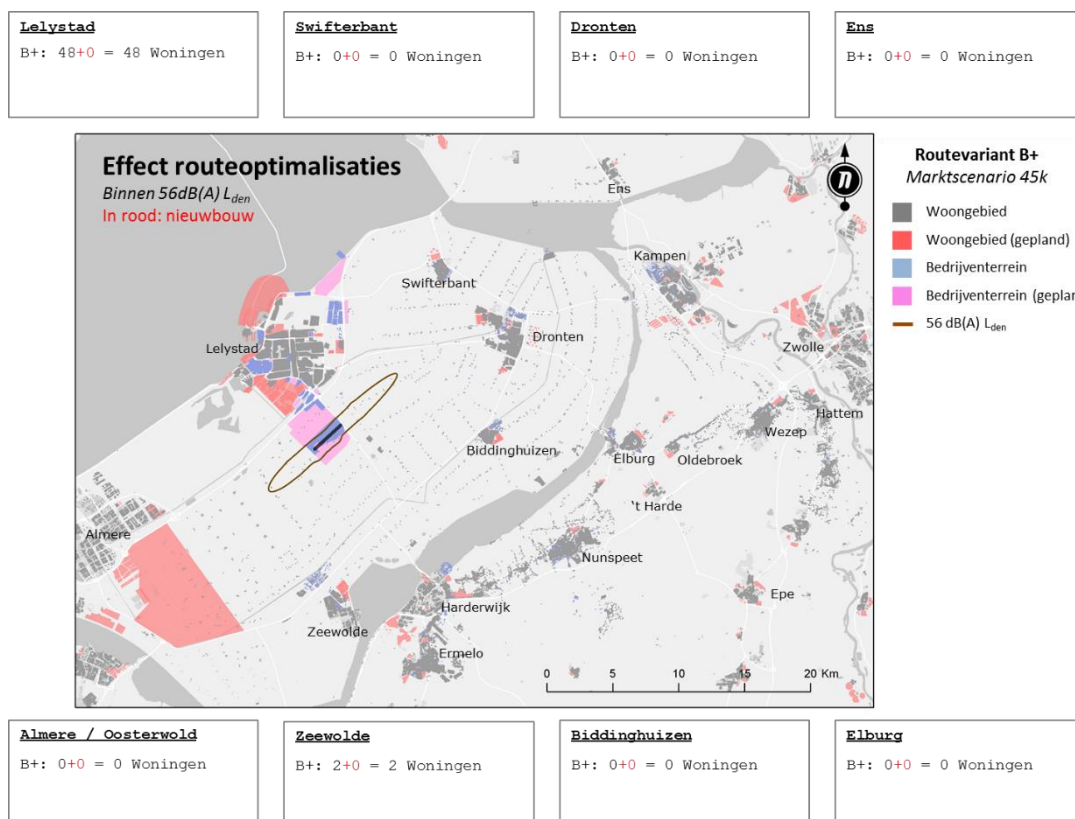 Lelystad
B+: 48+0 = 48 Woningen
Swifterbant
B+: 0+0 = 0 Woningen
Dronten
B+: 0+0 = 0 Woningen
Ens
B+: 0+0 = 0 Woningen
Effect routeoptimalisaties
Binnen 56dB(A) Lden
In rood: nieuwbouw
n
Ens
Kampen
Swifterbant
Dronten
Lelystad
Zwolle
Hattem
Wezep
Biddinghuizen
Elburg
Oldebroek
't Harde
Almere
Nunspeet
Epe
Harderwijk
Zeewolde
Ermelo
0 5 10 15 20 Km
Routevariant B+
Marktscenario 45k
Woongebied
Woongebied (gepland)
Bedrijventerrein
Bedrijventerrein (geplan
56 dB(A) Lden
Almere / Oosterwold
B+: 0+0 = 0 Woningen
Zeewolde
B+: 2+0 = 2 Woningen
Biddinghuizen
B+: 0+0 = 0 Woningen
Elburg
B+: 0+0 = 0 Woningen